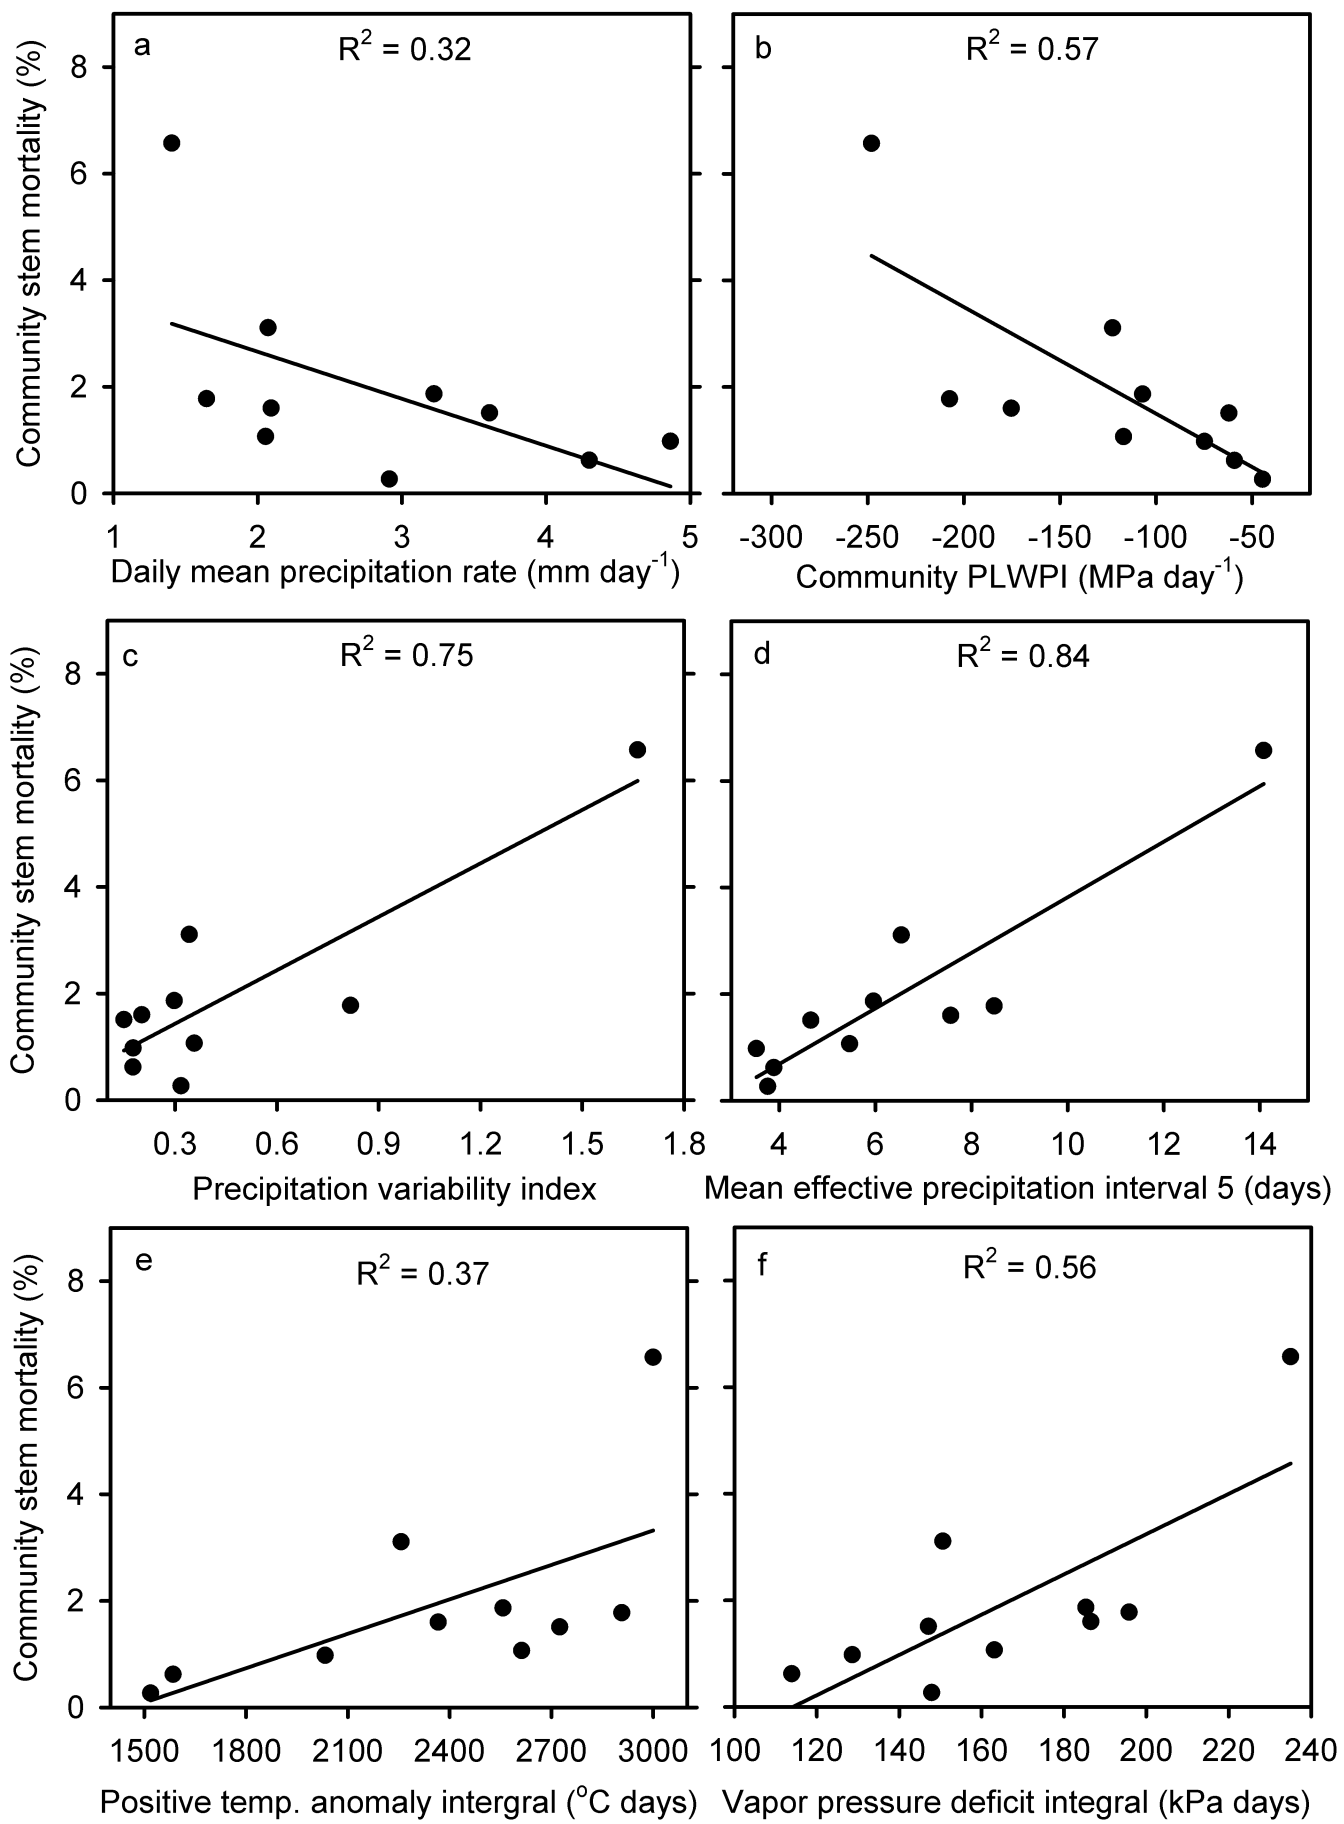 a
R² = 0.32
8
6
4
2
0
Community stem mortality (%)
1 2 3 4 5
Daily mean precipitation rate (mm day⁻¹)
b
R² = 0.57
-300 -250 -200 -150 -100 -50
Community PLWPI (MPa day⁻¹)
c
R² = 0.75
8
6
4
2
0
Community stem mortality (%)
0.3 0.6 0.9 1.2 1.5 1.8
Precipitation variability index
d
R² = 0.84
4 6 8 10 12 14
Mean effective precipitation interval 5 (days)
e
R² = 0.37
8
6
4
2
0
Community stem mortality (%)
1500 1800 2100 2400 2700 3000
Positive temp. anomaly intergral (°C days)
f
R² = 0.56
100 120 140 160 180 200 220 240
Vapor pressure deficit integral (kPa days)